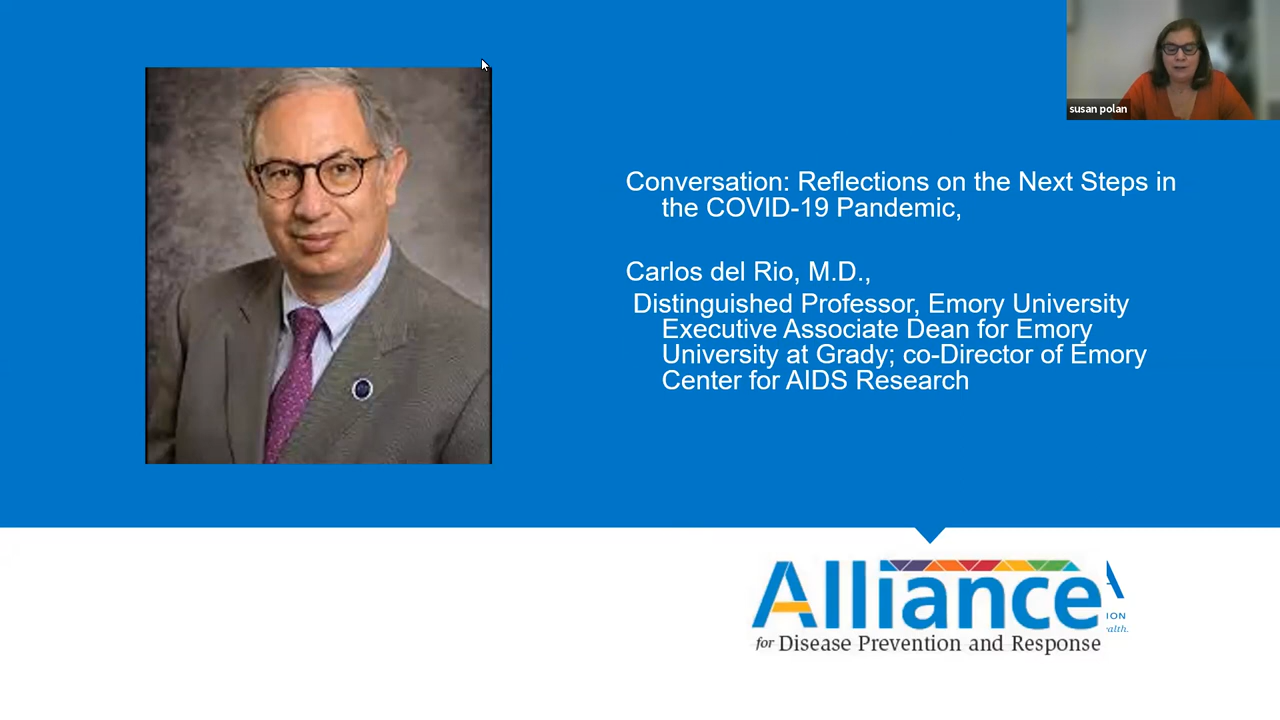 susan polan
Conversation: Reflections on the Next Steps in
the COVID-19 Pandemic,
Carlos del Rio, M.D.,
Distinguished Professor, Emory University
Executive Associate Dean for Emory
University at Grady; co-Director of Emory
Center for AIDS Research
Alliance
for Disease Prevention and Response
ION